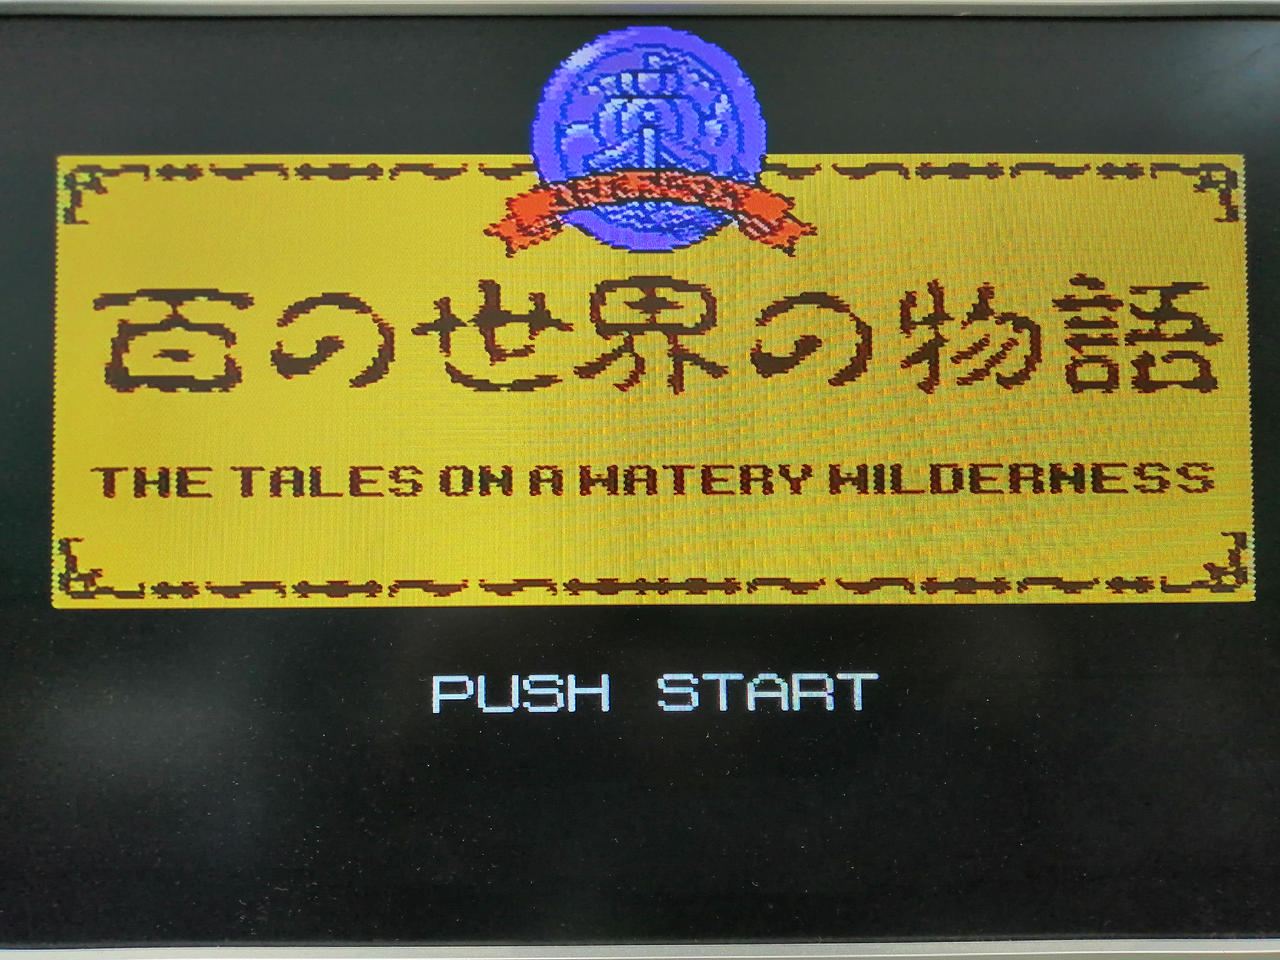 百の世界の物語
THE TALES ON A WATERY WILDERNESS
PUSH START